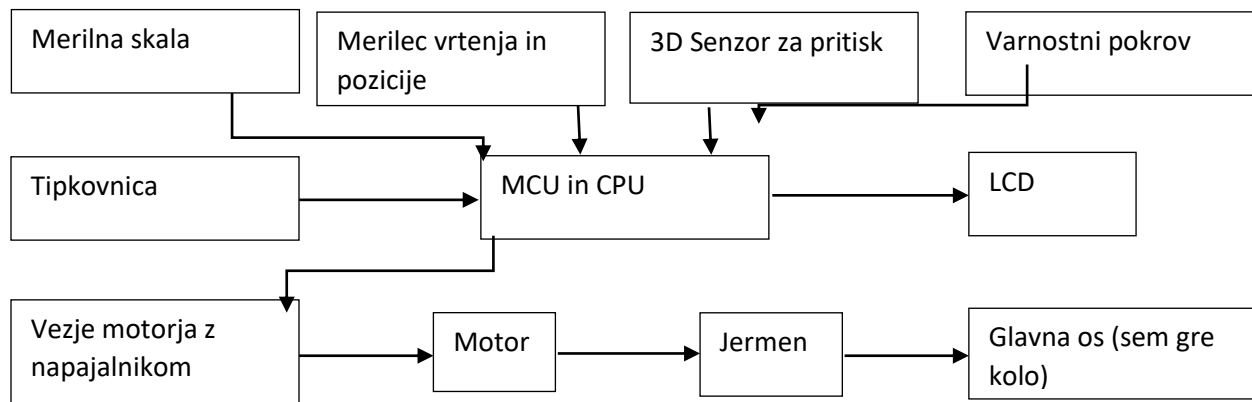 Merilna skala
Merilec vrtenja in
pozicije
3D Senzor za pritisk
Varnostni pokrov
Tipkovnica
MCU in CPU
LCD
Vezje motorja z
napajalnikom
Motor
Jermen
Glavna os (sem gre
kolo)